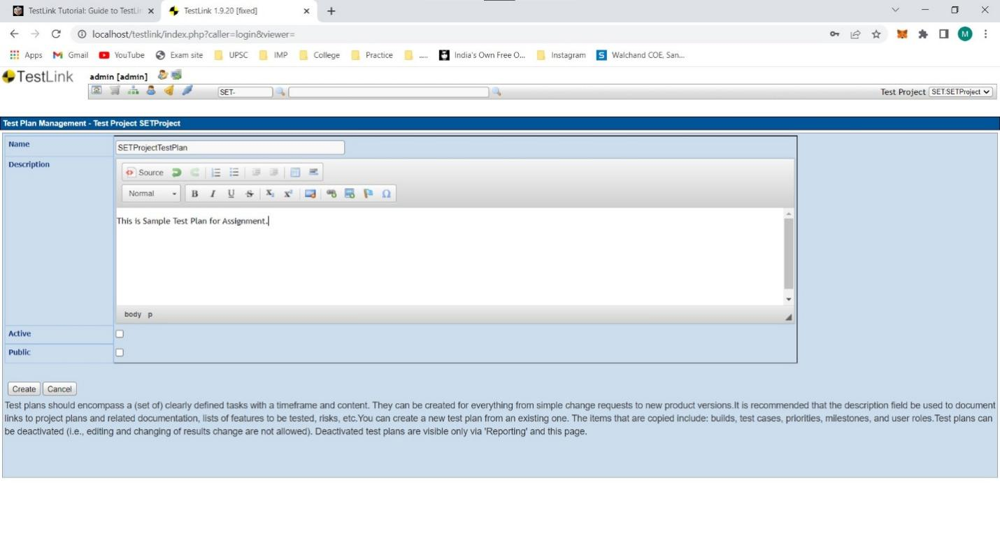 TestLink Tutorial: Guide to TestLin
TestLink 1.9.20 [fixed]
localhost/testlink/index.php?caller=login&viewer=
M
Apps Gmail YouTube Exam site UPSC IMP College Practice ..... India's Own Free O... Instagram S Walchand COE, San...
TestLink admin [admin]
SET- Test Project SET:SETProject
Test Plan Management - Test Project SETProject
Name SETProjectTestPlan
Description
Source
Normal B I U S X₂ X² Ω
This is Sample Test Plan for Assignment.
body p
Active
Public
Create Cancel
Test plans should encompass a (set of) clearly defined tasks with a timeframe and content. They can be created for everything from simple change requests to new product versions.It is recommended that the description field be used to document
links to project plans and related documentation, lists of features to be tested, risks, etc.You can create a new test plan from an existing one. The items that are copied include: builds, test cases, priorities, milestones, and user roles.Test plans can
be deactivated (i.e., editing and changing of results change are not allowed). Deactivated test plans are visible only via 'Reporting' and this page.